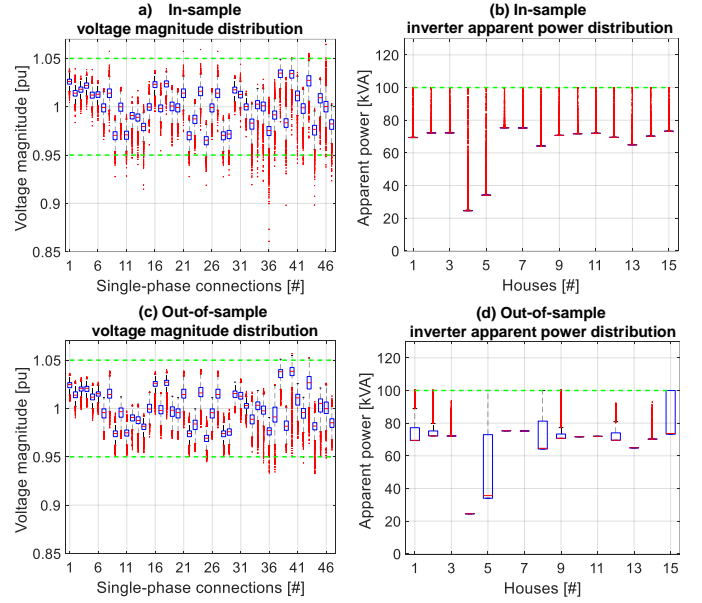 a) In-sample
voltage magnitude distribution
Voltage magnitude [pu]
1.05
1
0.95
0.9
0.85
1 6 11 16 21 26 31 36 41 46
Single-phase connections [#]
(b) In-sample
inverter apparent power distribution
Apparent power [kVA]
120
100
80
60
40
20
0
1 3 5 7 9 11 13 15
Houses [#]
(c) Out-of-sample
voltage magnitude distribution
Voltage magnitude [pu]
1.05
1
0.95
0.9
0.85
1 6 11 16 21 26 31 36 41 46
Single-phase connections [#]
(d) Out-of-sample
inverter apparent power distribution
Apparent power [kVA]
120
100
80
60
40
20
0
1 3 5 7 9 11 13 15
Houses [#]